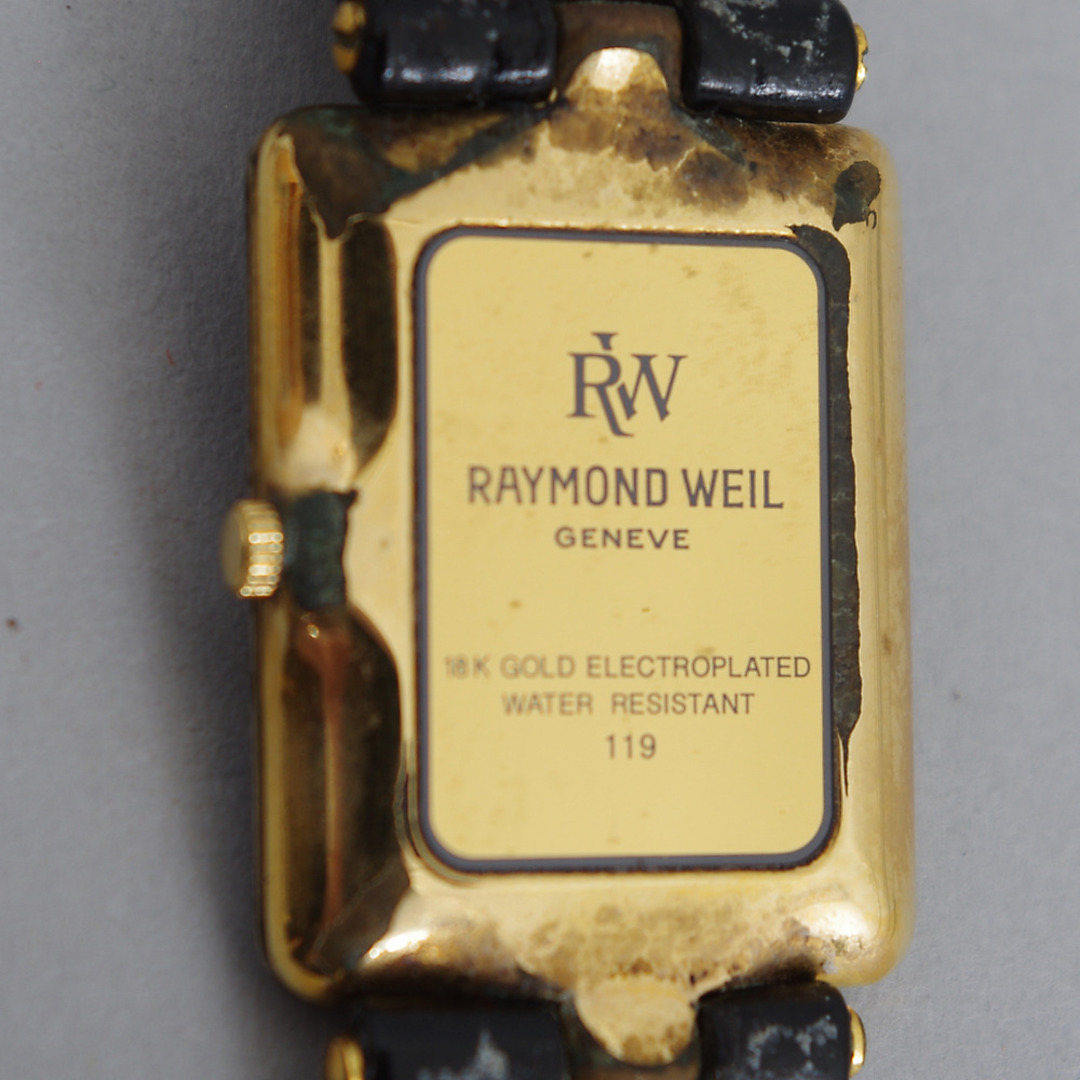 RW
RAYMOND WEIL
GENEVE
18K GOLD ELECTROPLATED
WATER RESISTANT
119